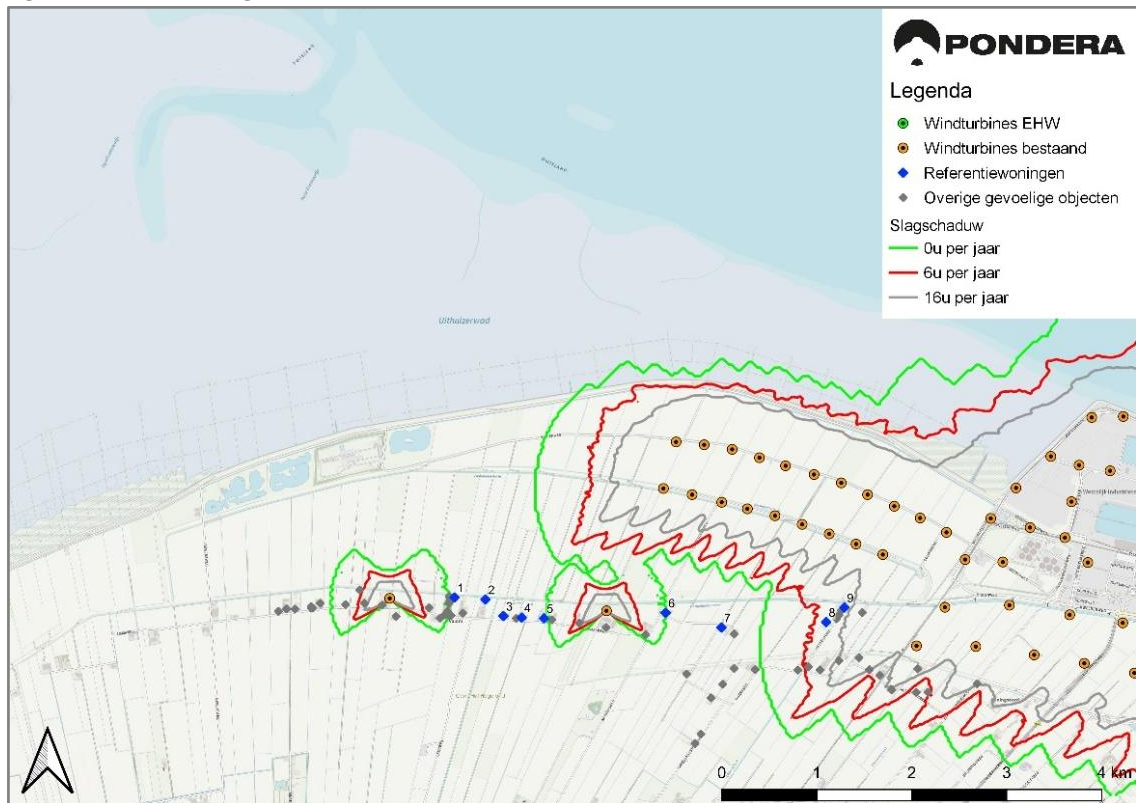 PONDERA
Legenda
Windturbines EHW
Windturbines bestaand
Referentiewoningen
Overige gevoelige objecten
Slagschaduw
0u per jaar
6u per jaar
16u per jaar
Uithuizerwad
1
2
3
4
5
6
7
8
9
0
1
2
3
4 km